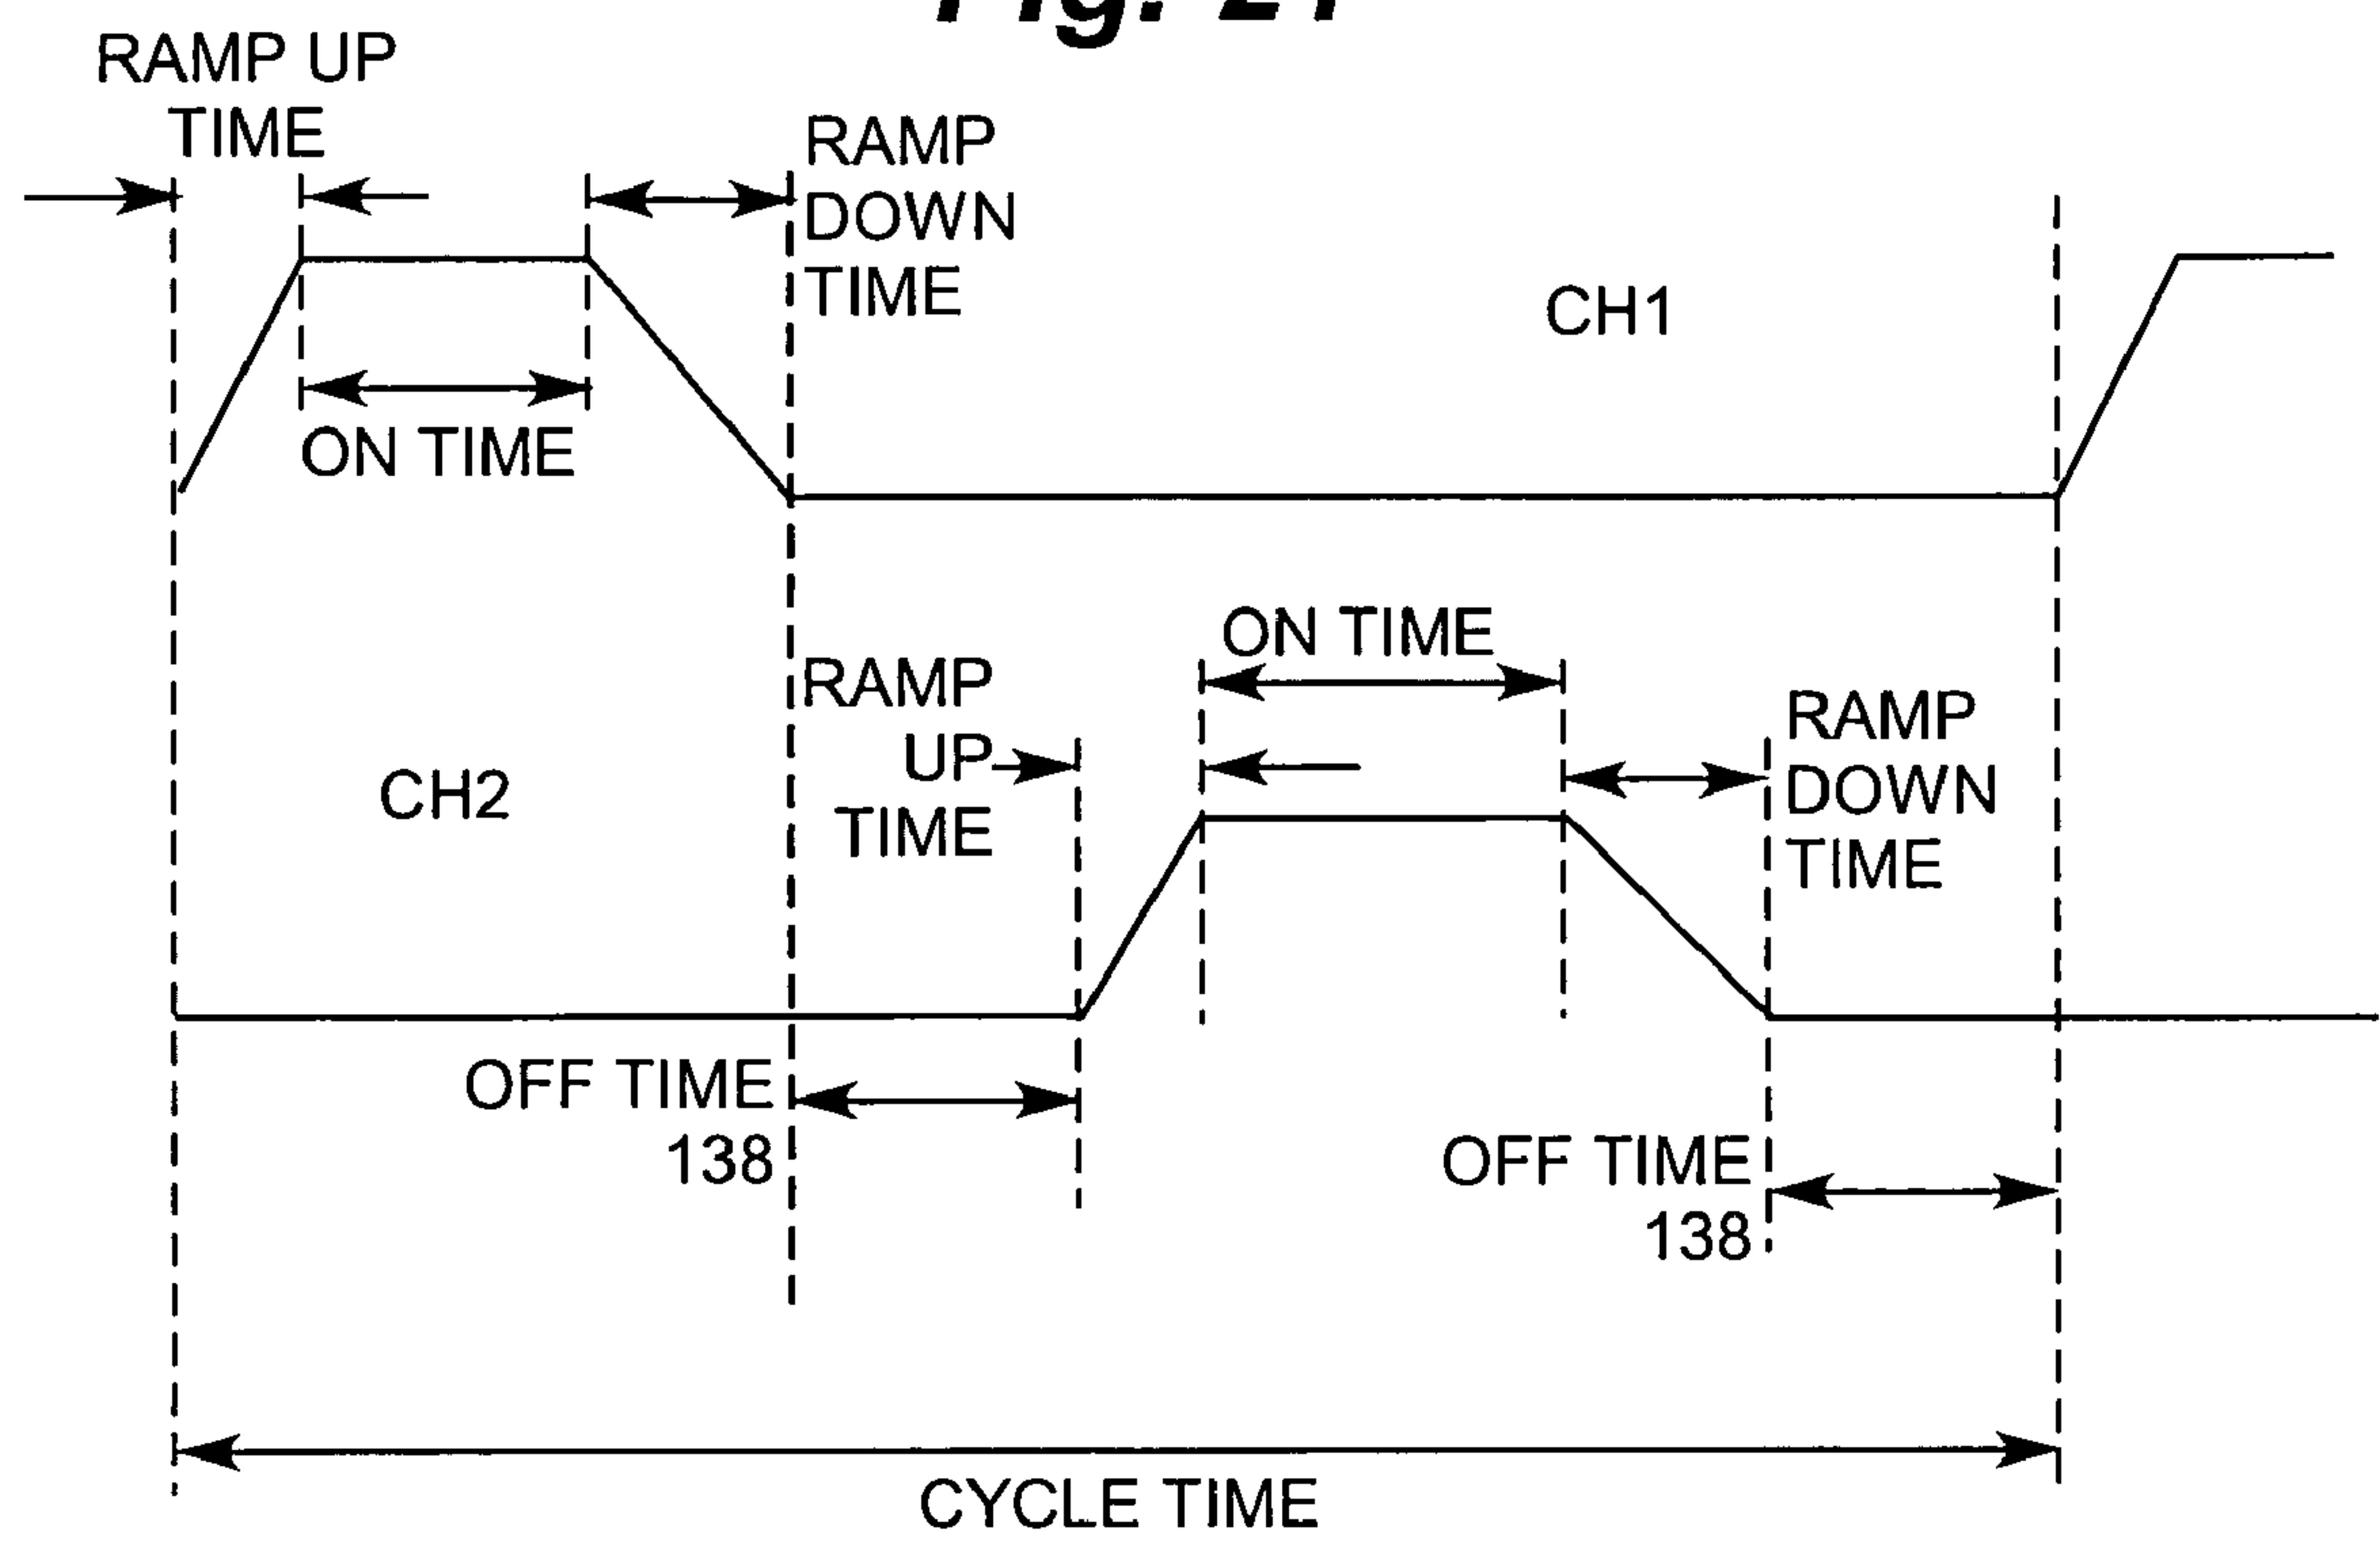 RAMP UP
TIME
RAMP
DOWN
TIME
CH1
ON TIME
ON TIME
RAMP
UP
TIME
RAMP
DOWN
TIME
CH2
OFF TIME
138
OFF TIME
138
CYCLE TIME